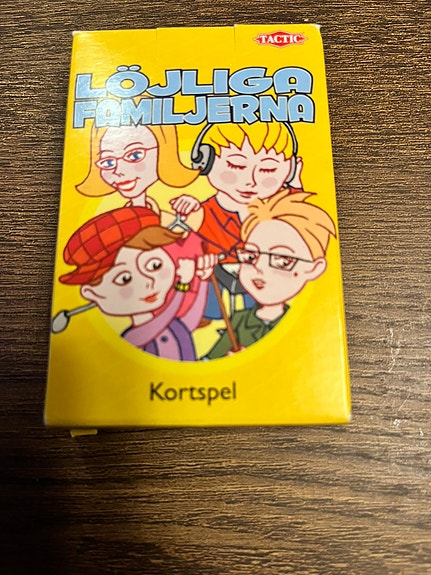 TACTIC
LÖJLIGA
FAMILJERNA
Kortspel